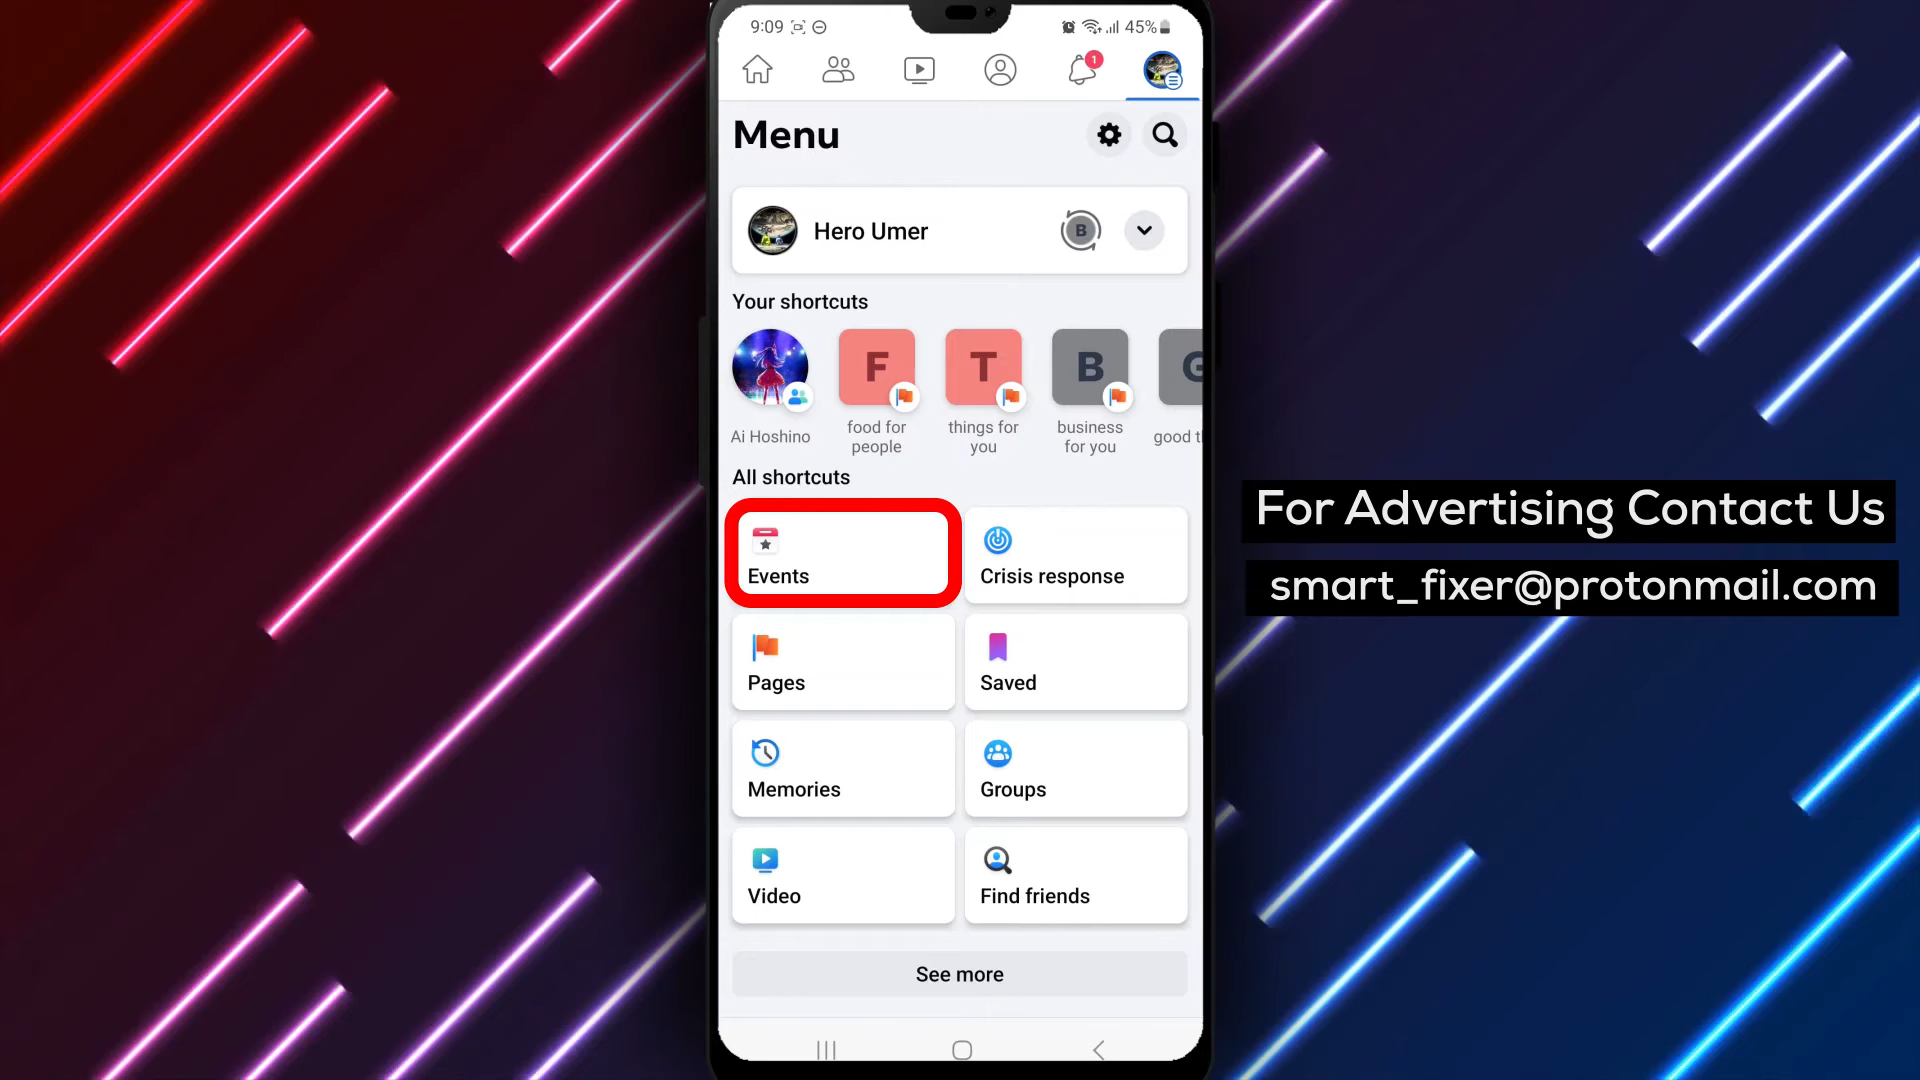 9:09
45%
1
Menu
Hero Umer
B
Your shortcuts
F
T
B
G
Ai Hoshino
food for
people
things for
you
business
for you
good t
All shortcuts
Events
Crisis response
Pages
Saved
Memories
Groups
Video
Find friends
See more
For Advertising Contact Us
smart_fixer@protonmail.com